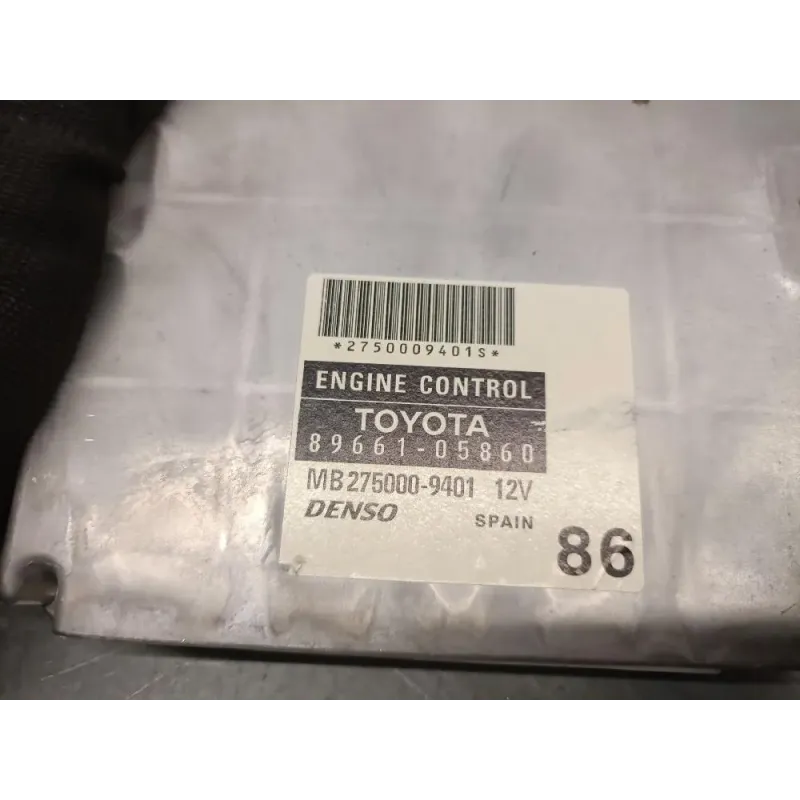 *2750009401S*
ENGINE CONTROL
TOYOTA
89661-05860
MB275000-9401 12V
DENSO SPAIN 86